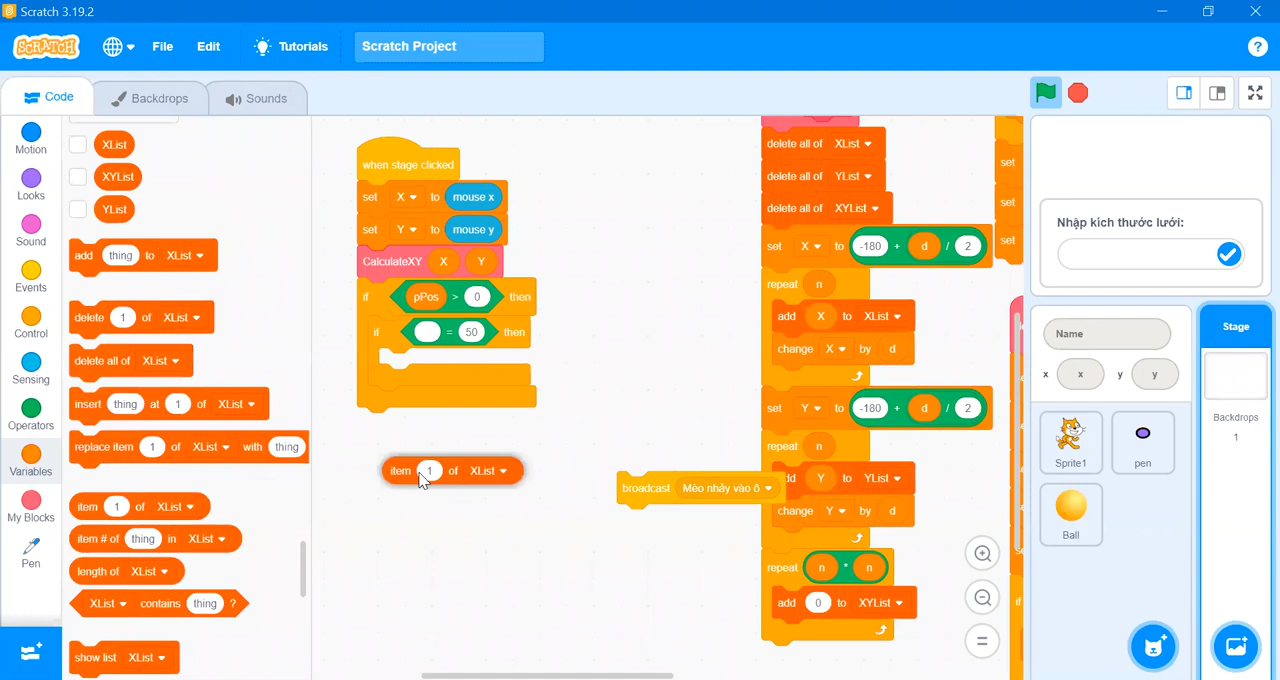 Scratch 3.19.2
SCRATCH
File
Edit
Tutorials
Scratch Project
?
Code
Backdrops
Sounds
Motion
Looks
Sound
Events
Control
Sensing
Operators
Variables
My Blocks
Pen
XList
XYList
YList
add thing to XList
delete 1 of XList
delete all of XList
insert thing at 1 of XList
replace item 1 of XList with thing
item 1 of XList
item # of thing in XList
length of XList
XList contains thing ?
show list XList
when stage clicked
set X to mouse x
set Y to mouse y
CalculateXY X Y
if pPos > 0 then
if = 50 then
item 1 of XList
broadcast Mèo nhảy vào ô
delete all of XList
delete all of YList
delete all of XYList
set X to -180 + d / 2
repeat n
add X to XList
change X by d
set Y to -180 + d / 2
repeat n
dd Y to YList
change Y by d
repeat n * n
add 0 to XYList
set
set
set
if
Nhập kích thước lưới:
Name
x x y y
Sprite1
pen
Ball
Stage
Backdrops
1